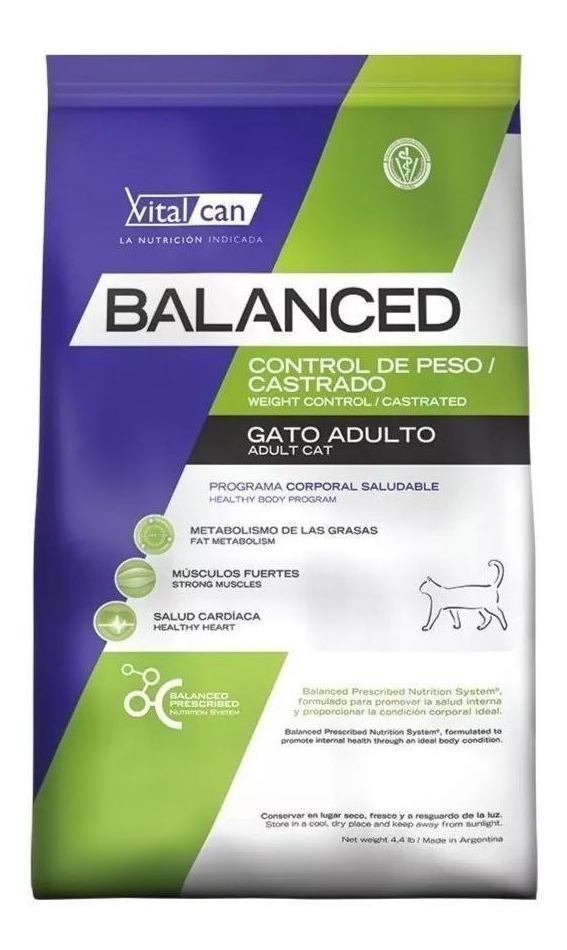 vital can
LA NUTRICIÓN INDICADA
BALANCED
CONTROL DE PESO /
CASTRADO
WEIGHT CONTROL / CASTRATED
GATO ADULTO
ADULT CAT
PROGRAMA CORPORAL SALUDABLE
HEALTHY BODY PROGRAM
METABOLISMO DE LAS GRASAS
FAT METABOLISM
MÚSCULOS FUERTES
STRONG MUSCLES
SALUD CARDÍACA
HEALTHY HEART
BALANCED
PRESCRIBED
NUTRITION SYSTEM
Balanced Prescribed Nutrition System®,
formulado para promover la salud interna
y proporcionar la condición corporal ideal.
Balanced Prescribed Nutrition System®, formulated to
promote internal health through an ideal body condition.
Conservar en lugar seco, fresco y a resguardo de la luz.
Store in a cool, dry place and keep away from sunlight.
Net weight 4,4 lb / Made in Argentina